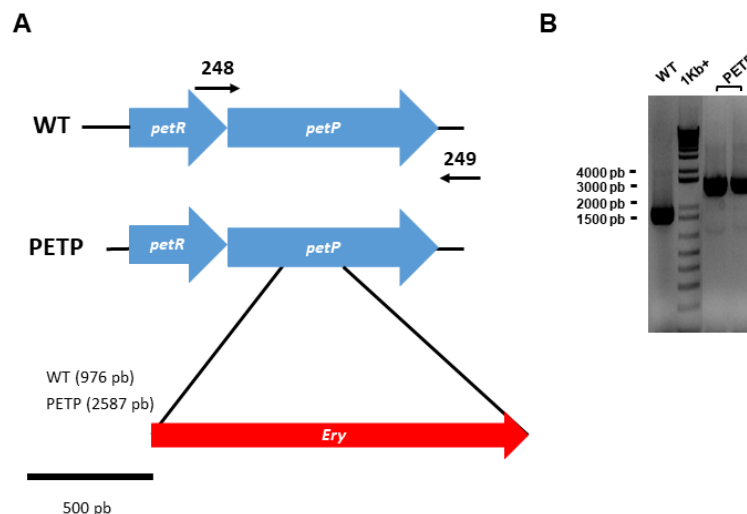 A
248
petR
petP
WT
249
petR
petP
PETP
WT (976 pb)
PETP (2587 pb)
Ery
500 pb
B
WT
1Kb+
PETP
4000 pb
3000 pb
2000 pb
1500 pb